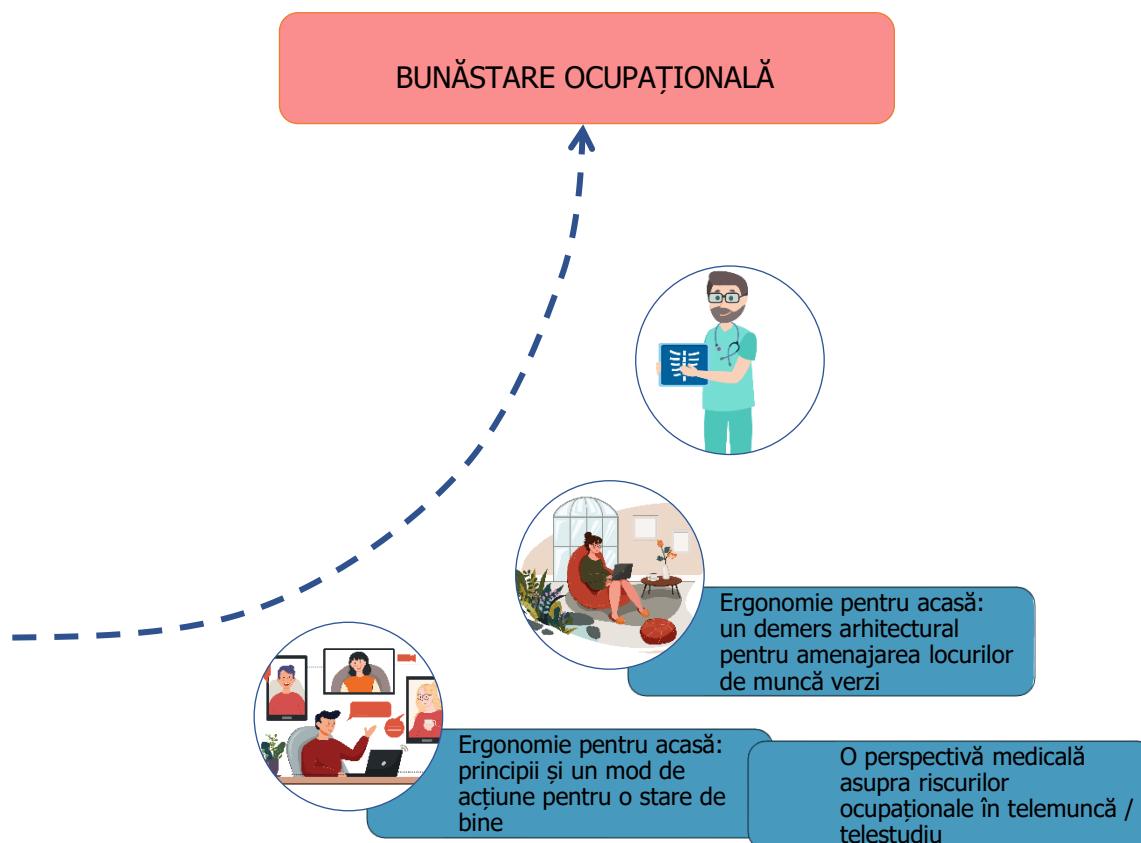 BUNĂSTARE OCUPAȚIONALĂ
Ergonomie pentru acasă:
un demers arhitectural
pentru amenajarea locurilor
de muncă verzi
Ergonomie pentru acasă:
principii și un mod de
acțiune pentru o stare de
bine
O perspectivă medicală
asupra riscurilor
ocupaționale în telemuncă /
telestudiu